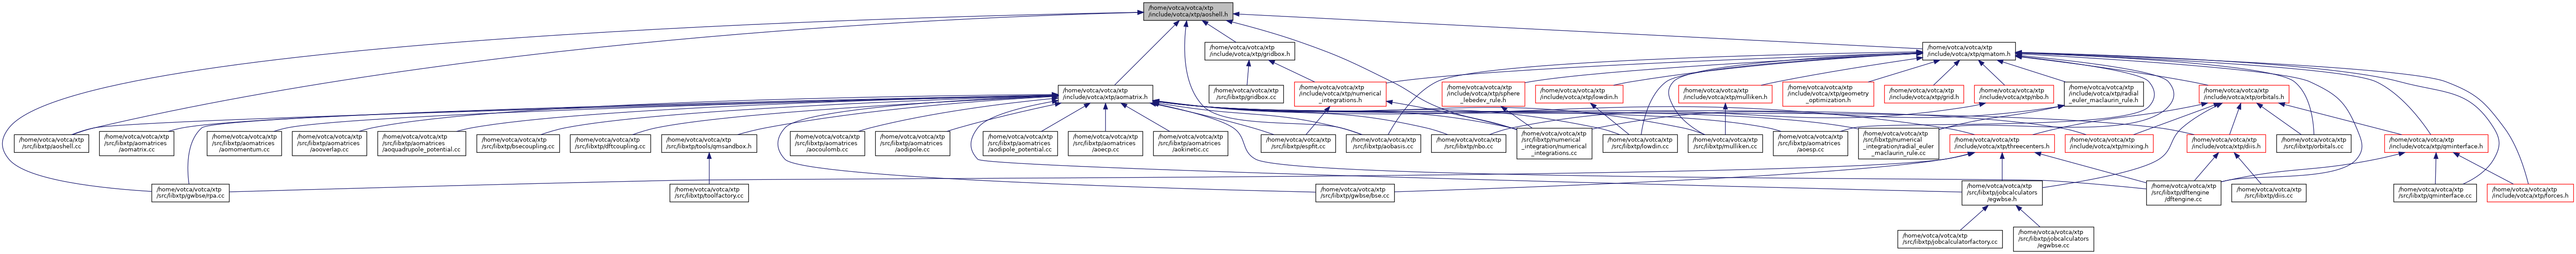 /home/votca/votca/xtp
/include/votca/xtp/aoshell.h
/home/votca/votca/xtp
/include/votca/xtp/gridbox.h
/home/votca/votca/xtp
/include/votca/xtp/qmatom.h
/home/votca/votca/xtp
/include/votca/xtp/aomatrix.h
/home/votca/votca/xtp
/src/libxtp/gridbox.cc
/home/votca/votca/xtp
/include/votca/xtp/numerical
_integrations.h
/home/votca/votca/xtp
/include/votca/xtp/sphere
_lebedev_rule.h
/home/votca/votca/xtp
/include/votca/xtp/lowdin.h
/home/votca/votca/xtp
/include/votca/xtp/mulliken.h
/home/votca/votca/xtp
/include/votca/xtp/geometry
_optimization.h
/home/votca/votca/xtp
/include/votca/xtp/grid.h
/home/votca/votca/xtp
/include/votca/xtp/nbo.h
/home/votca/votca/xtp
/include/votca/xtp/radial
_euler_maclaurin_rule.h
/home/votca/votca/xtp
/include/votca/xtp/orbitals.h
/home/votca/votca/xtp
/src/libxtp/aoshell.cc
/home/votca/votca/xtp
/src/libxtp/aomatrices
/aomatrix.cc
/home/votca/votca/xtp
/src/libxtp/aomatrices
/aomomentum.cc
/home/votca/votca/xtp
/src/libxtp/aomatrices
/aooverlap.cc
/home/votca/votca/xtp
/src/libxtp/aomatrices
/aoquadrupole_potential.cc
/home/votca/votca/xtp
/src/libxtp/bsecoupling.cc
/home/votca/votca/xtp
/src/libxtp/dftcoupling.cc
/home/votca/votca/xtp
/src/libxtp/tools/qmsandbox.h
/home/votca/votca/xtp
/src/libxtp/aomatrices
/aocoulomb.cc
/home/votca/votca/xtp
/src/libxtp/aomatrices
/aodipole.cc
/home/votca/votca/xtp
/src/libxtp/aomatrices
/aodipole_potential.cc
/home/votca/votca/xtp
/src/libxtp/aomatrices
/aoecp.cc
/home/votca/votca/xtp
/src/libxtp/aomatrices
/aokinetic.cc
/home/votca/votca/xtp
/src/libxtp/espfit.cc
/home/votca/votca/xtp
/src/libxtp/aobasis.cc
/home/votca/votca/xtp
/src/libxtp/nbo.cc
/home/votca/votca/xtp
/src/libxtp/numerical
_integration/numerical
_integrations.cc
/home/votca/votca/xtp
/src/libxtp/lowdin.cc
/home/votca/votca/xtp
/src/libxtp/mulliken.cc
/home/votca/votca/xtp
/src/libxtp/aomatrices
/aoesp.cc
/home/votca/votca/xtp
/src/libxtp/numerical
_integration/radial_euler
_maclaurin_rule.cc
/home/votca/votca/xtp
/include/votca/xtp/threecenters.h
/home/votca/votca/xtp
/include/votca/xtp/mixing.h
/home/votca/votca/xtp
/include/votca/xtp/diis.h
/home/votca/votca/xtp
/src/libxtp/orbitals.cc
/home/votca/votca/xtp
/include/votca/xtp/qminterface.h
/home/votca/votca/xtp
/src/libxtp/gwbse/rpa.cc
/home/votca/votca/xtp
/src/libxtp/toolfactory.cc
/home/votca/votca/xtp
/src/libxtp/gwbse/bse.cc
/home/votca/votca/xtp
/src/libxtp/jobcalculators
/egwbse.h
/home/votca/votca/xtp
/src/libxtp/dftengine
/dftengine.cc
/home/votca/votca/xtp
/src/libxtp/diis.cc
/home/votca/votca/xtp
/src/libxtp/qminterface.cc
/home/votca/votca/xtp
/include/votca/xtp/forces.h
/home/votca/votca/xtp
/src/libxtp/jobcalculatorfactory.cc
/home/votca/votca/xtp
/src/libxtp/jobcalculators
/egwbse.cc